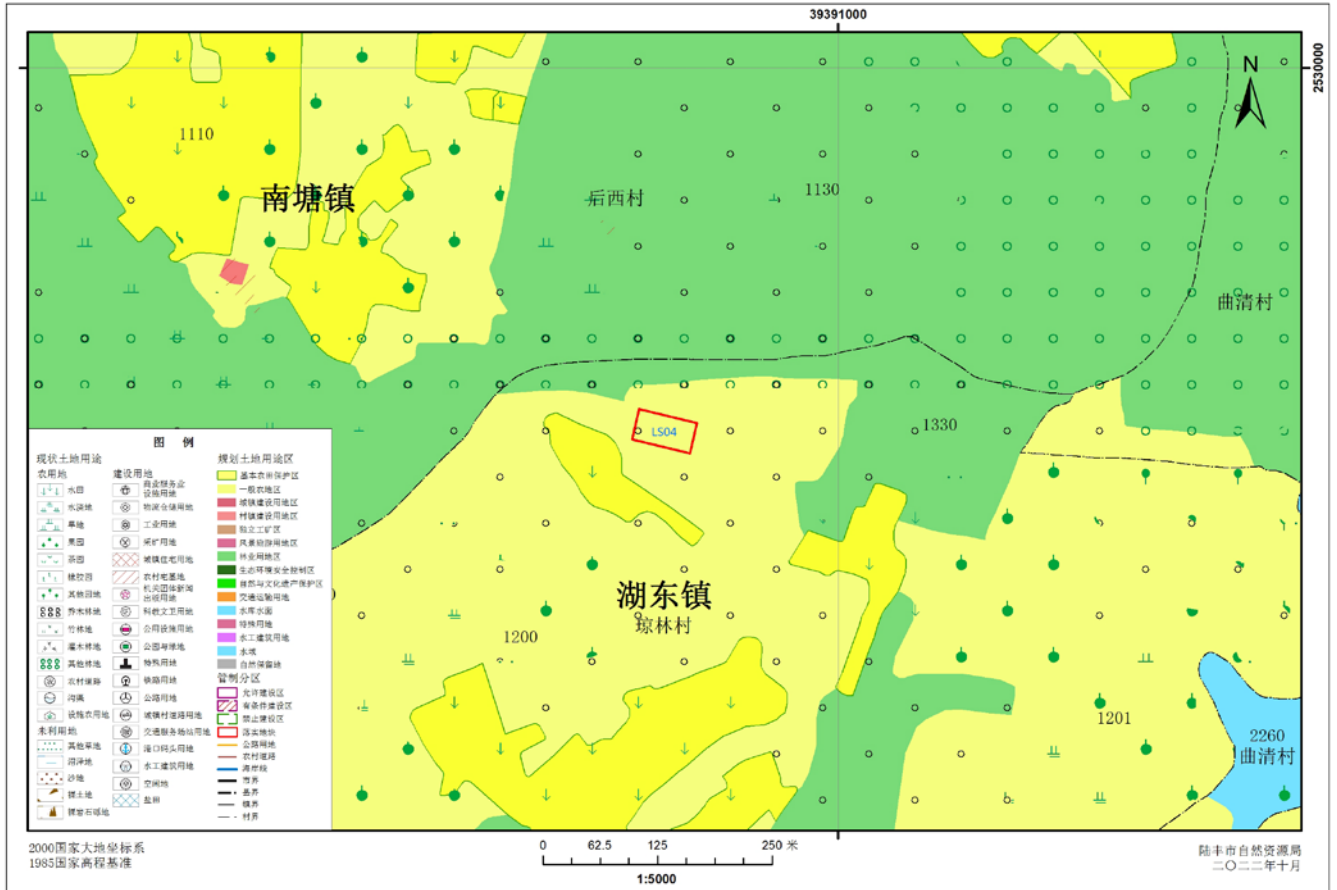 39391000
2530000
N
1110
南塘镇
后西村
1130
曲清村
LS04
1330
湖东镇
琼林村
1200
1201
2260
曲清村
图 例
现状土地用途
农用地
水田
水浇地
旱地
果园
茶园
橡胶园
其他园地
乔木林地
竹林地
灌木林地
其他林地
农村道路
沟渠
设施农用地
未利用地
其他草地
沼泽地
沙地
裸土地
裸岩石砾地
建设用地
商业服务业
设施用地
物流仓储用地
工业用地
采矿用地
城镇住宅用地
农村宅基地
机关团体新闻
出版用地
科教文卫用地
公用设施用地
公园与绿地
特殊用地
铁路用地
公路用地
城镇村道路用地
交通服务场站用地
港口码头用地
水工建筑用地
空闲地
盐田
规划土地用途区
基本农田保护区
一般农地区
城镇建设用地区
村镇建设用地区
独立工矿区
风景旅游用地区
林业用地区
生态环境安全控制区
自然与文化遗产保护区
交通运输用地
水库水面
特殊用地
水工建筑用地
水域
自然保留地
管制分区
允许建设区
有条件建设区
禁止建设区
落实地块
公路用地
农村道路
海岸线
市界
县界
镇界
村界
2000国家大地坐标系
1985国家高程基准
0 62.5 125 250 米
1:5000
陆丰市自然资源局
二〇二二年十月